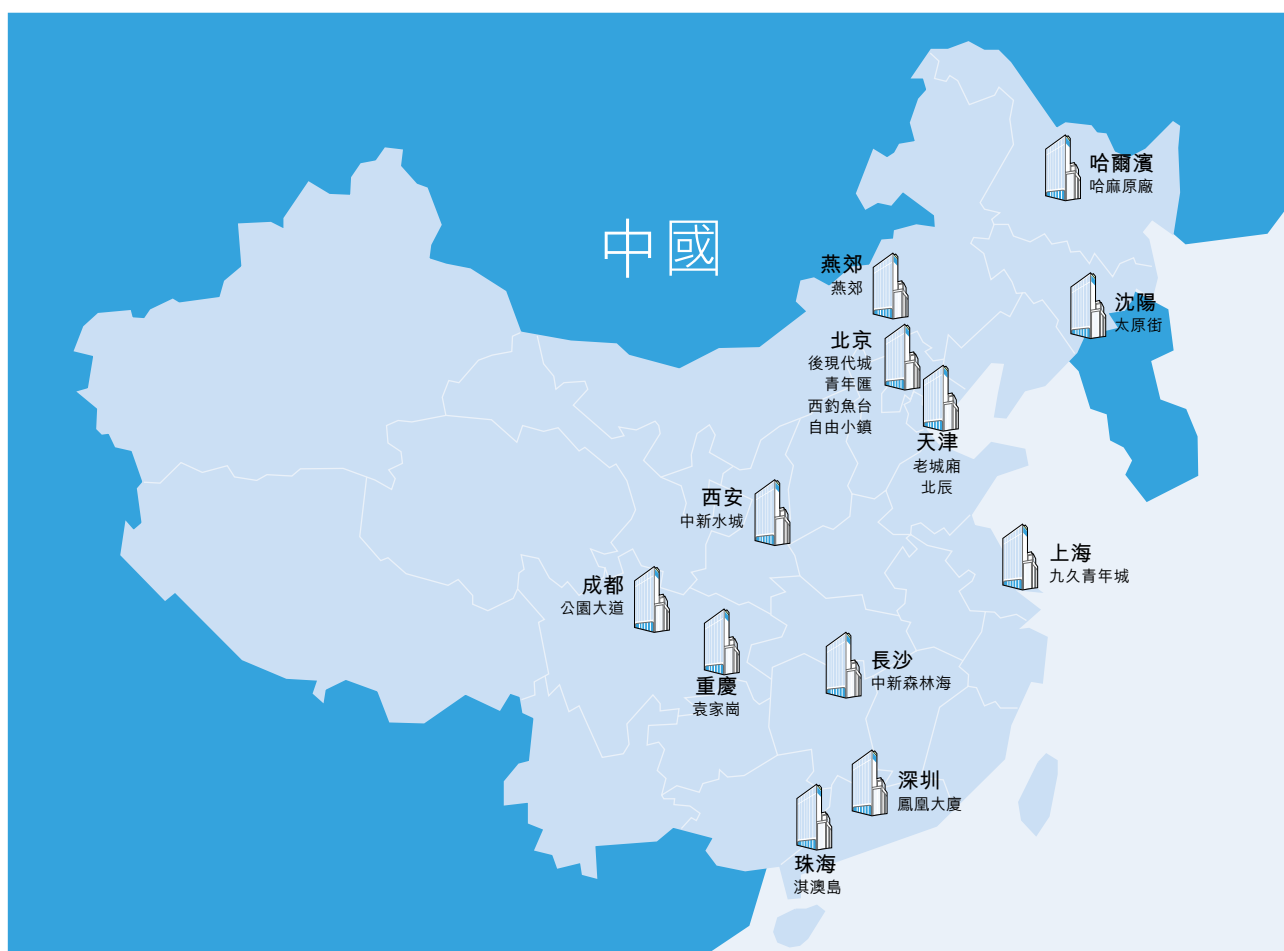 中國
哈爾濱
哈麻原廠
燕郊
燕郊
瀋陽
太原街
北京
後現代城
青年匯
西釣魚台
自由小鎮
天津
老城廂
北辰
西安
中新水城
上海
九久青年城
成都
公園大道
重慶
袁家崗
長沙
中新森林海
深圳
鳳凰大廈
珠海
淇澳島